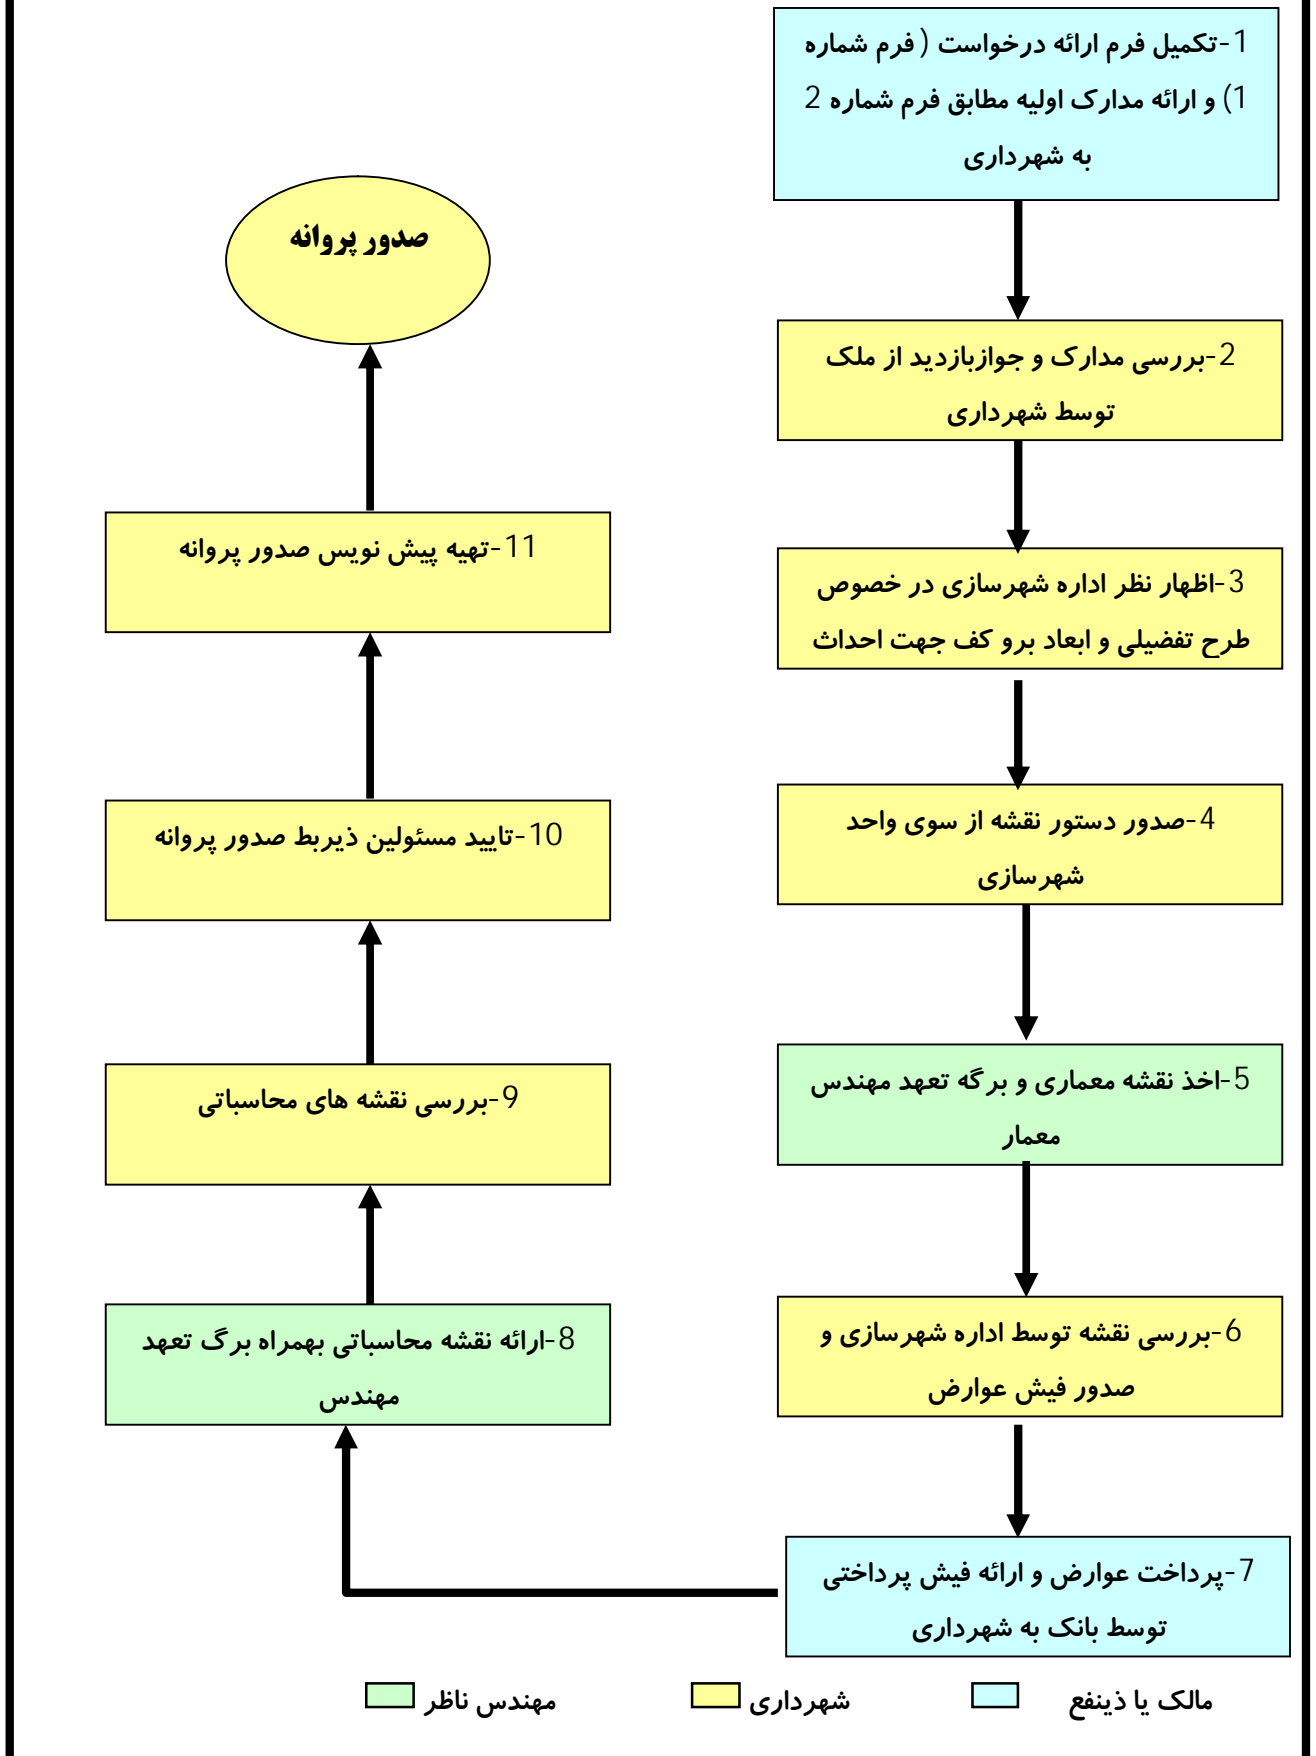 1-تکمیل فرم ارائه درخواست ( فرم شماره
1) و ارائه مدارک اولیه مطابق فرم شماره 2
به شهرداری
2-بررسی مدارک و جوازبازدید از ملک
توسط شهرداری
3-اظهار نظر اداره شهرسازی در خصوص
طرح تفضیلی و ابعاد برو کف جهت احداث
4-صدور دستور نقشه از سوی واحد
شهرسازی
5-اخذ نقشه معماری و برگه تعهد مهندس
معمار
6-بررسی نقشه توسط اداره شهرسازی و
صدور فیش عوارض
7-پرداخت عوارض و ارائه فیش پرداختی
توسط بانک به شهرداری
8-ارائه نقشه محاسباتی بهمراه برگ تعهد
مهندس
9-بررسی نقشه های محاسباتی
10-تایید مسئولین ذیربط صدور پروانه
11-تهیه پیش نویس صدور پروانه
صدور پروانه
مالک یا ذینفع
شهرداری
مهندس ناظر